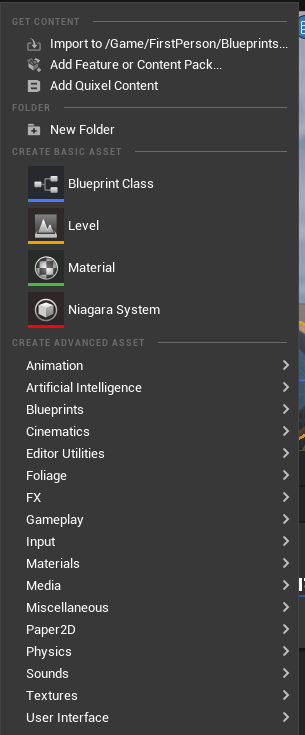 GET CONTENT
Import to /Game/FirstPerson/Blueprints...
Add Feature or Content Pack...
Add Quixel Content
FOLDER
New Folder
CREATE BASIC ASSET
Blueprint Class
Level
Material
Niagara System
CREATE ADVANCED ASSET
Animation
Artificial Intelligence
Blueprints
Cinematics
Editor Utilities
Foliage
FX
Gameplay
Input
Materials
Media
Miscellaneous
Paper2D
Physics
Sounds
Textures
User Interface